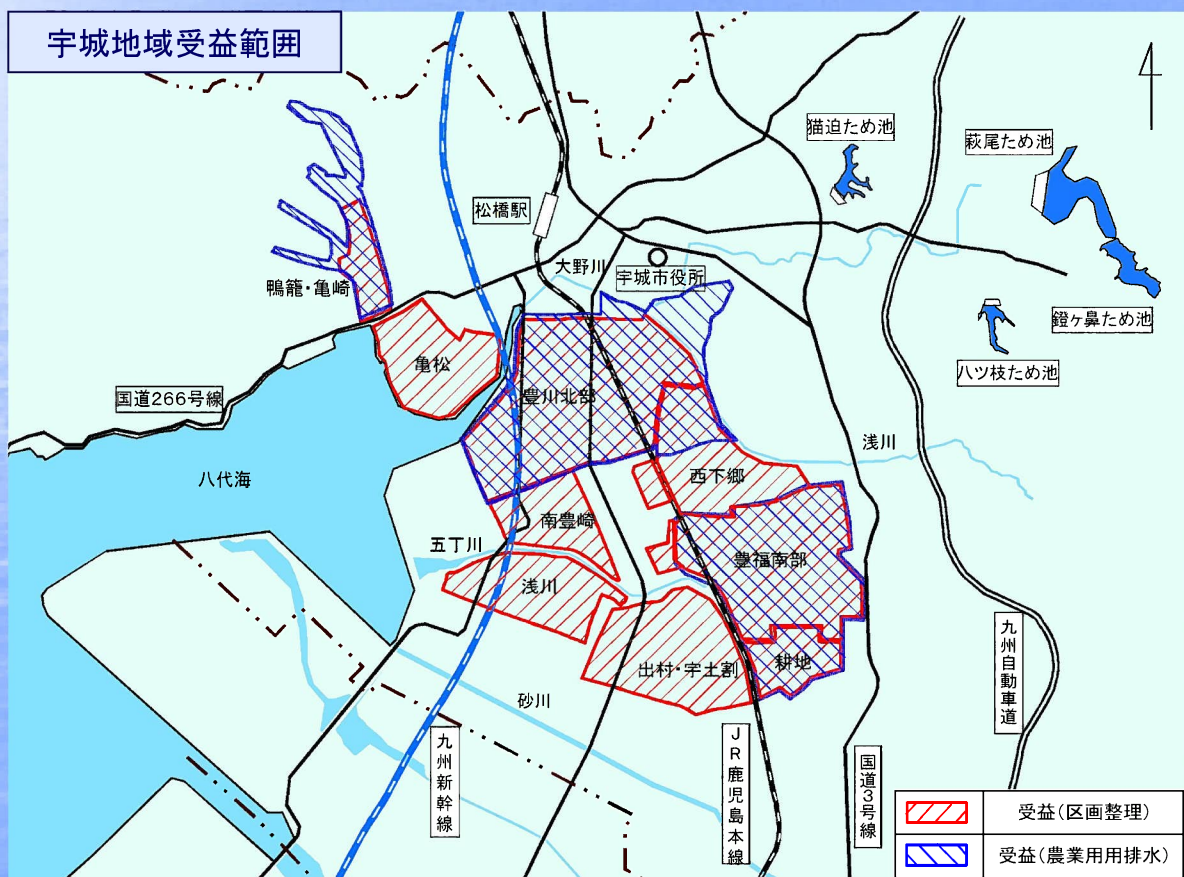 宇城地域受益範囲
猫迫ため池
萩尾ため池
松橋駅
大野川
宇城市役所
鴨籠・亀崎
鐙ヶ鼻ため池
亀松
八ツ枝ため池
国道266号線
豊川北部
浅川
八代海
西下郷
南豊崎
五丁川
豊福南部
浅川
耕地
出村・宇土割
九州自動車道
砂川
九州新幹線
JR鹿児島本線
国道3号線
受益(区画整理)
受益(農業用用排水)